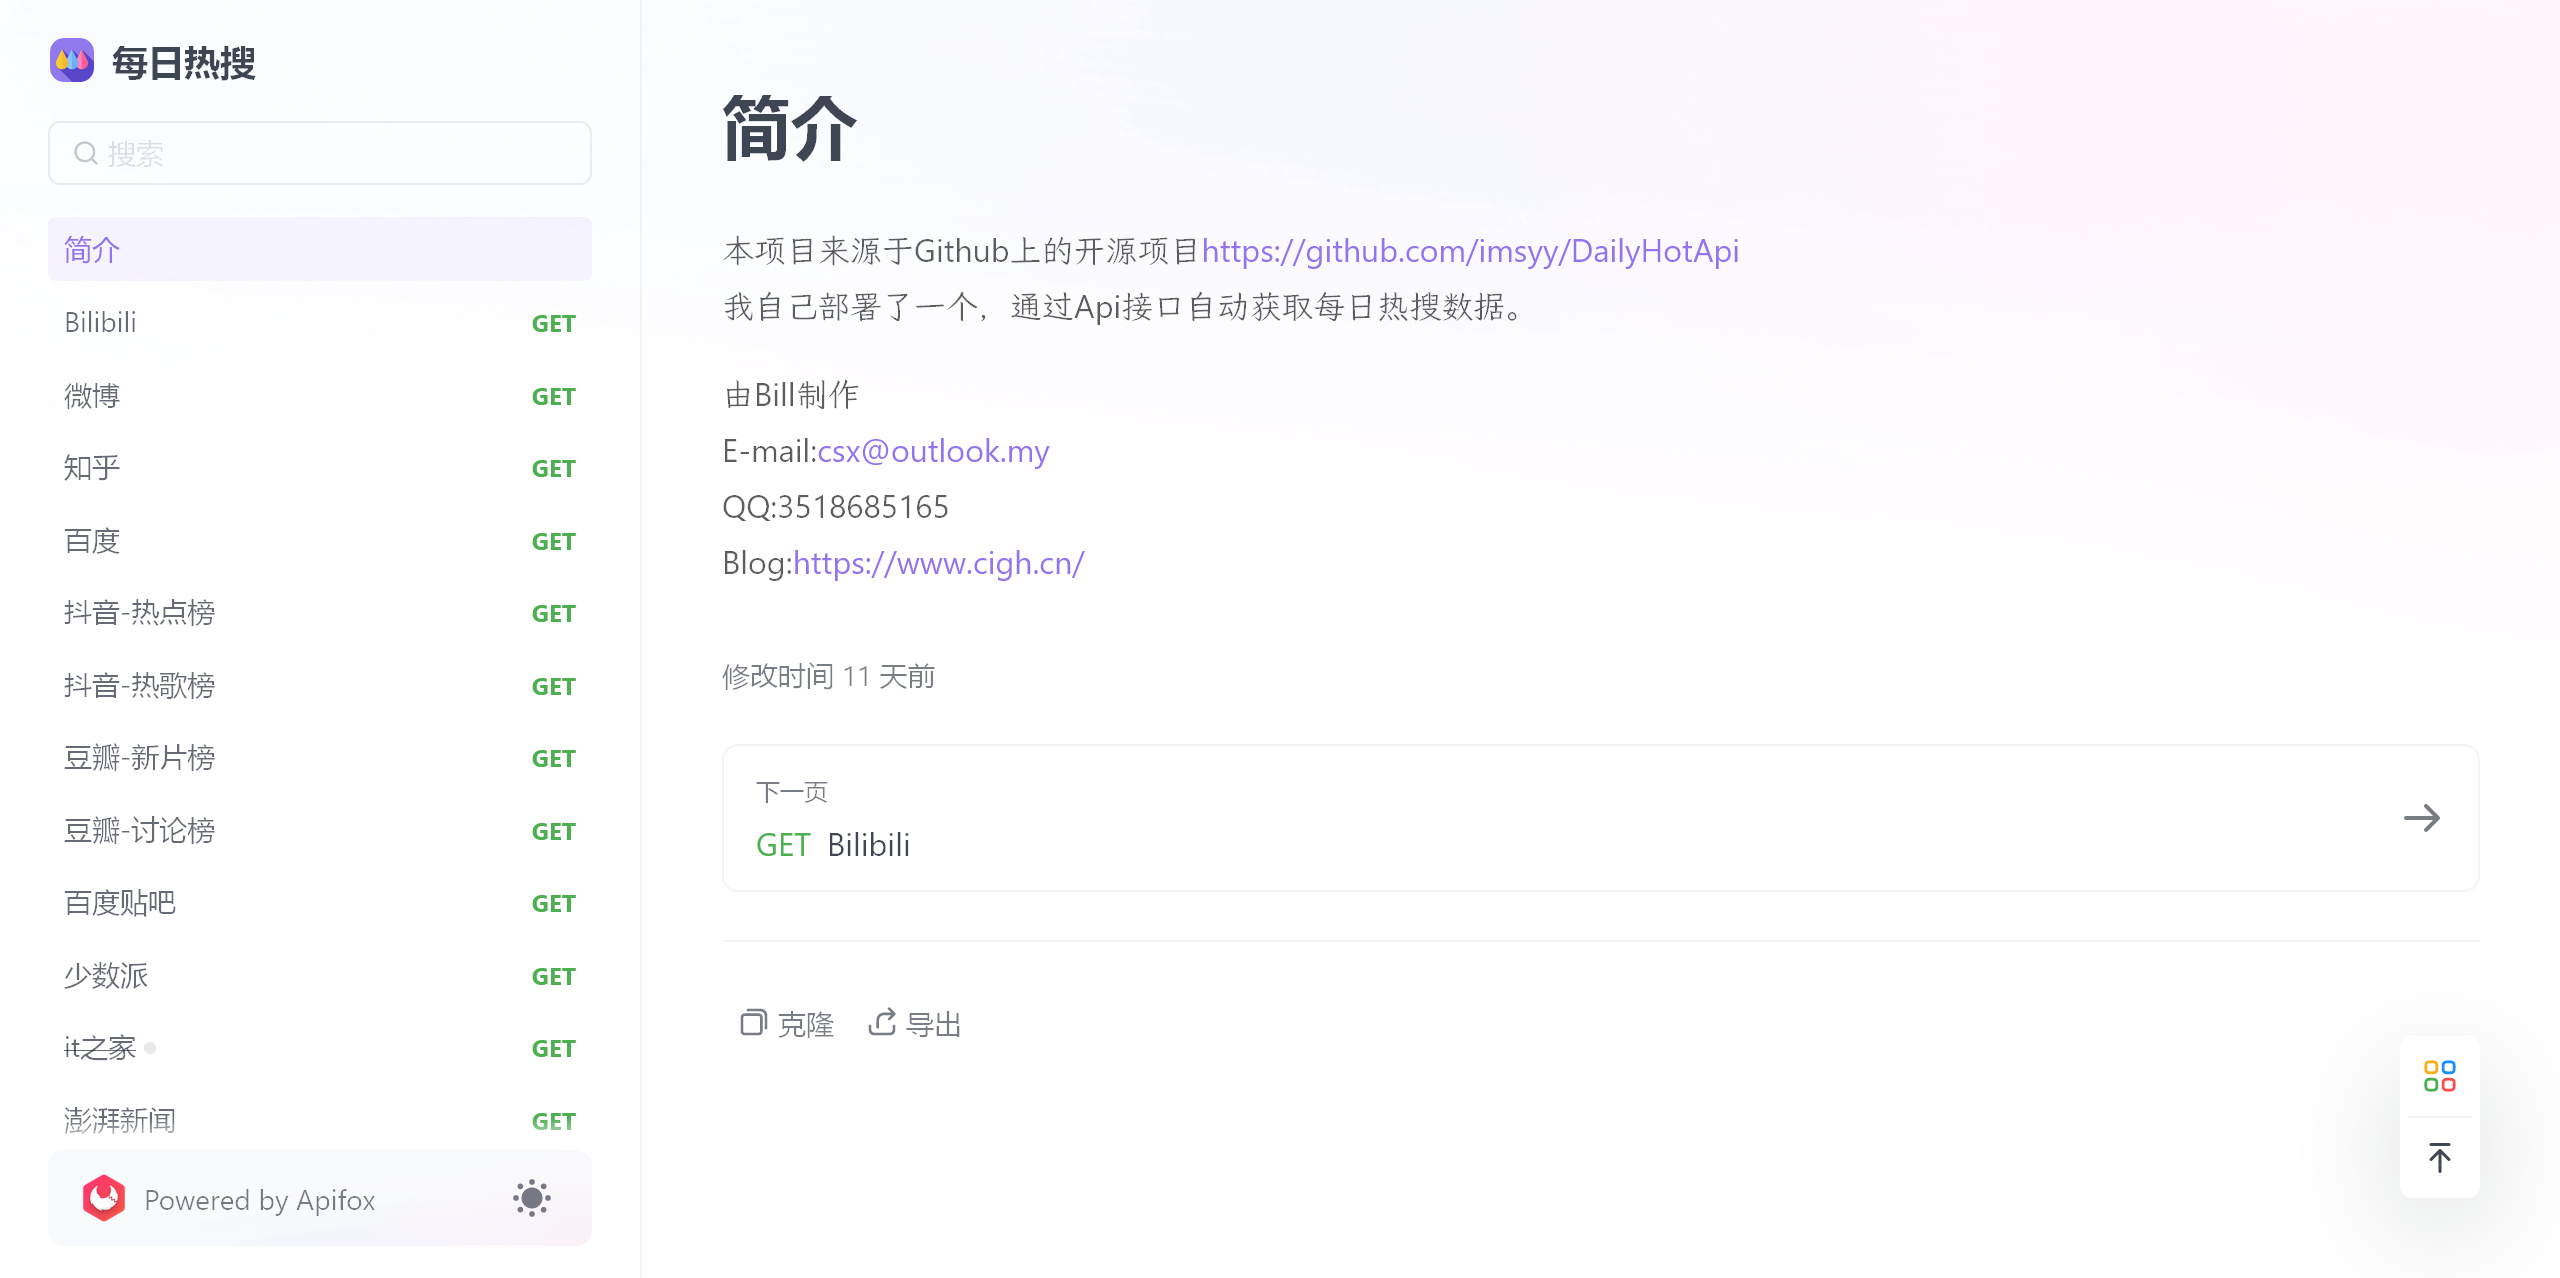 每日热搜
搜索
简介
Bilibili GET
微博 GET
知乎 GET
百度 GET
抖音-热点榜 GET
抖音-热歌榜 GET
豆瓣-新片榜 GET
豆瓣-讨论榜 GET
百度贴吧 GET
少数派 GET
it之家 GET
澎湃新闻 GET
Powered by Apifox
简介
本项目来源于Github上的开源项目https://github.com/imsyy/DailyHotApi
我自己部署了一个，通过Api接口自动获取每日热搜数据。
由Bill制作
E-mail:csx@outlook.my
QQ:3518685165
Blog:https://www.cigh.cn/
修改时间 11 天前
下一页
GET Bilibili
克隆 导出